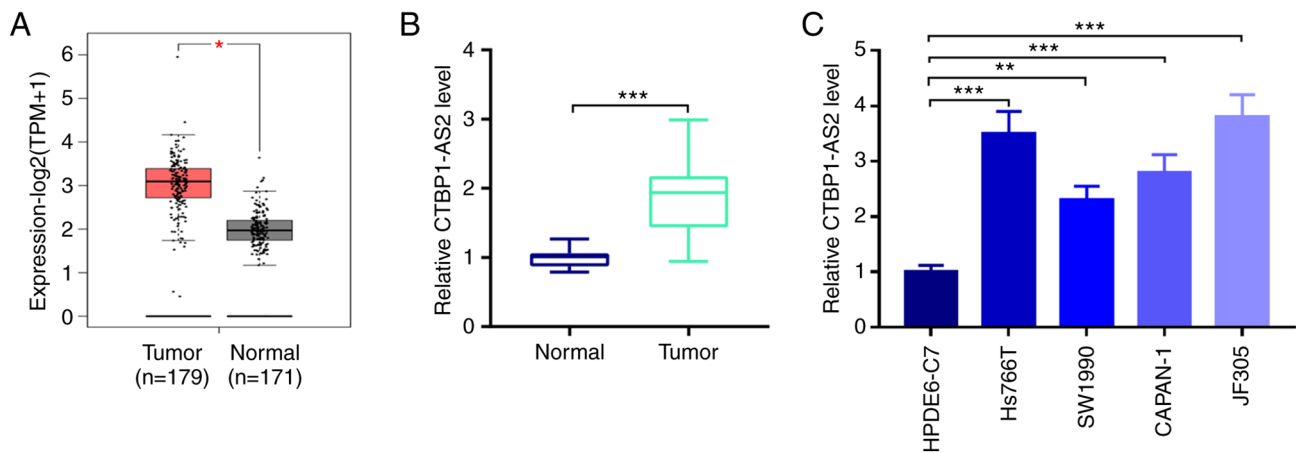 A
Expression-log2(TPM+1)
6
5
4
3
2
1
0
*
Tumor
(n=179)
Normal
(n=171)
B
Relative CTBP1-AS2 level
4
3
2
1
0
***
Normal
Tumor
C
Relative CTBP1-AS2 level
5
4
3
2
1
0
***
***
**
***
HPDE6-C7
Hs766T
SW1990
CAPAN-1
JF305